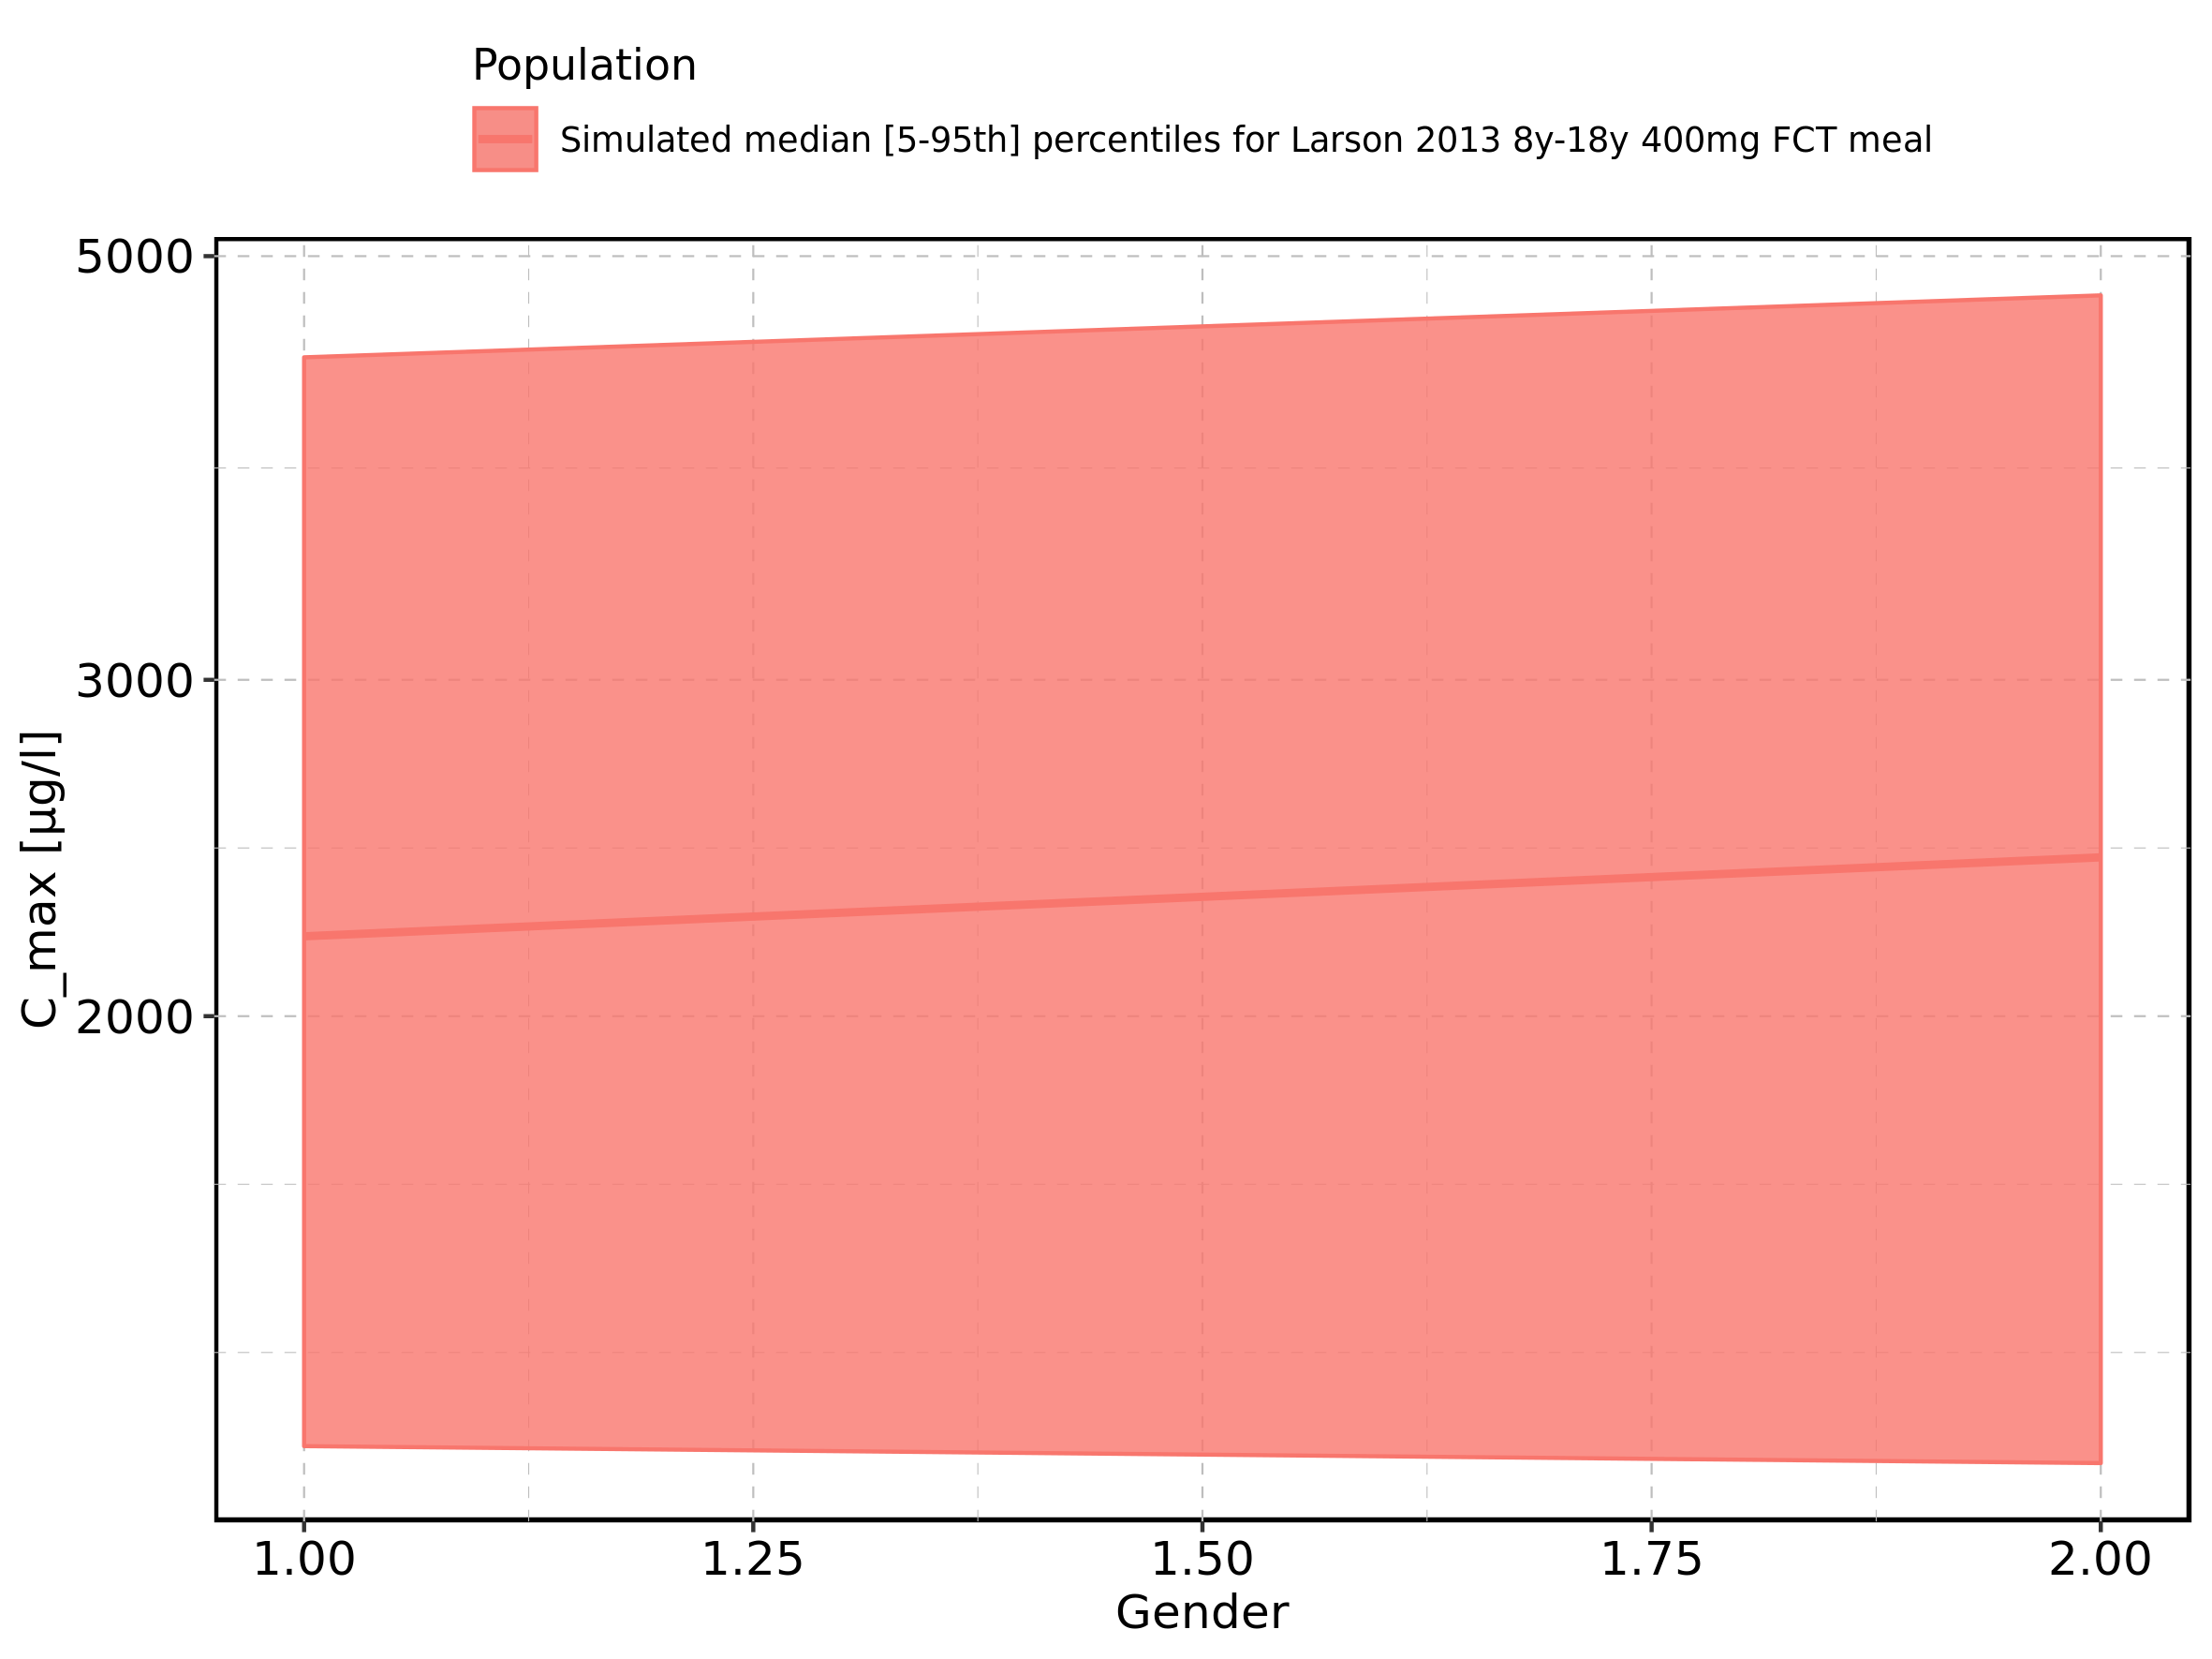 Population
Simulated median [5-95th] percentiles for Larson 2013 8y-18y 400mg FCT meal
5000
3000
2000
C_max [µg/l]
1.00 1.25 1.50 1.75 2.00
Gender